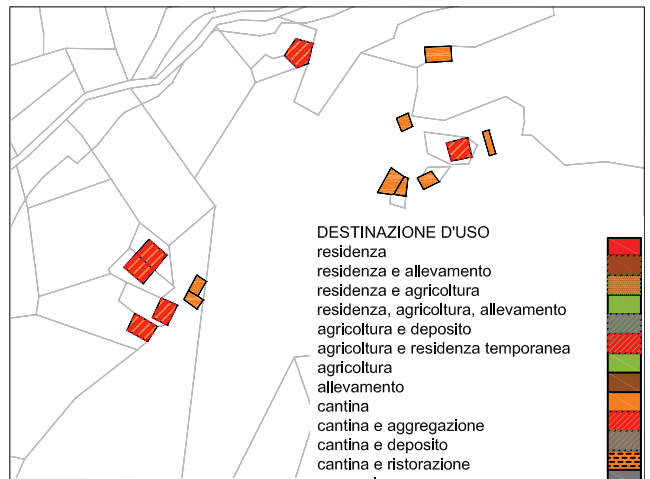 DESTINAZIONE D'USO
residenza
residenza e allevamento
residenza e agricoltura
residenza, agricoltura, allevamento
agricoltura e deposito
agricoltura e residenza temporanea
agricoltura
allevamento
cantina
cantina e aggregazione
cantina e deposito
cantina e ristorazione